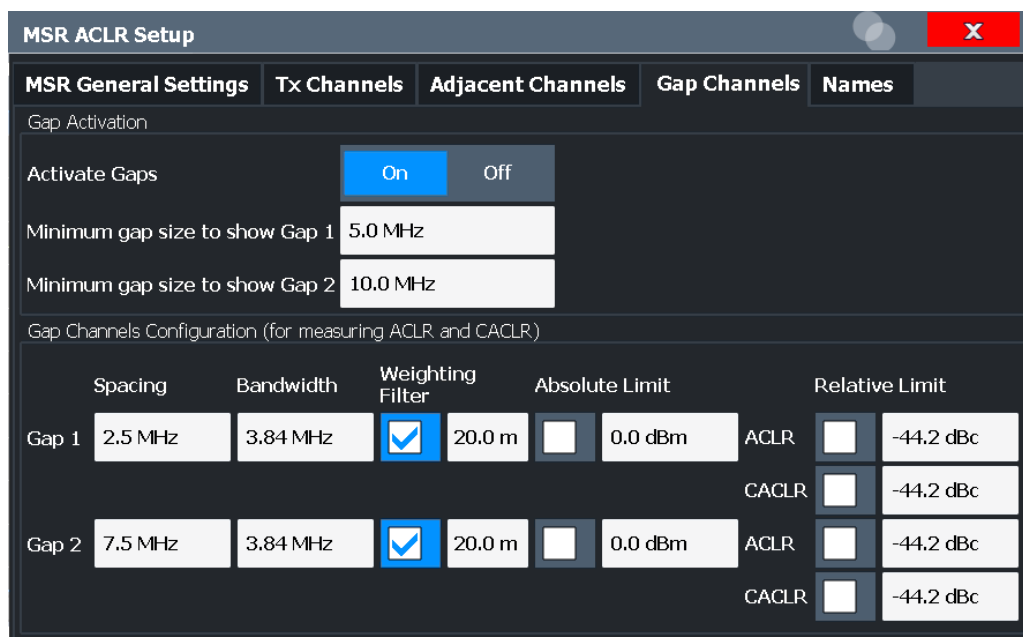 MSR ACLR Setup
X
MSR General Settings Tx Channels Adjacent Channels Gap Channels Names
Gap Activation
Activate Gaps On Off
Minimum gap size to show Gap 1 5.0 MHz
Minimum gap size to show Gap 2 10.0 MHz
Gap Channels Configuration (for measuring ACLR and CACLR)
Spacing Bandwidth Weighting Filter Absolute Limit Relative Limit
Gap 1 2.5 MHz 3.84 MHz 20.0 m 0.0 dBm ACLR -44.2 dBc
CACLR -44.2 dBc
Gap 2 7.5 MHz 3.84 MHz 20.0 m 0.0 dBm ACLR -44.2 dBc
CACLR -44.2 dBc